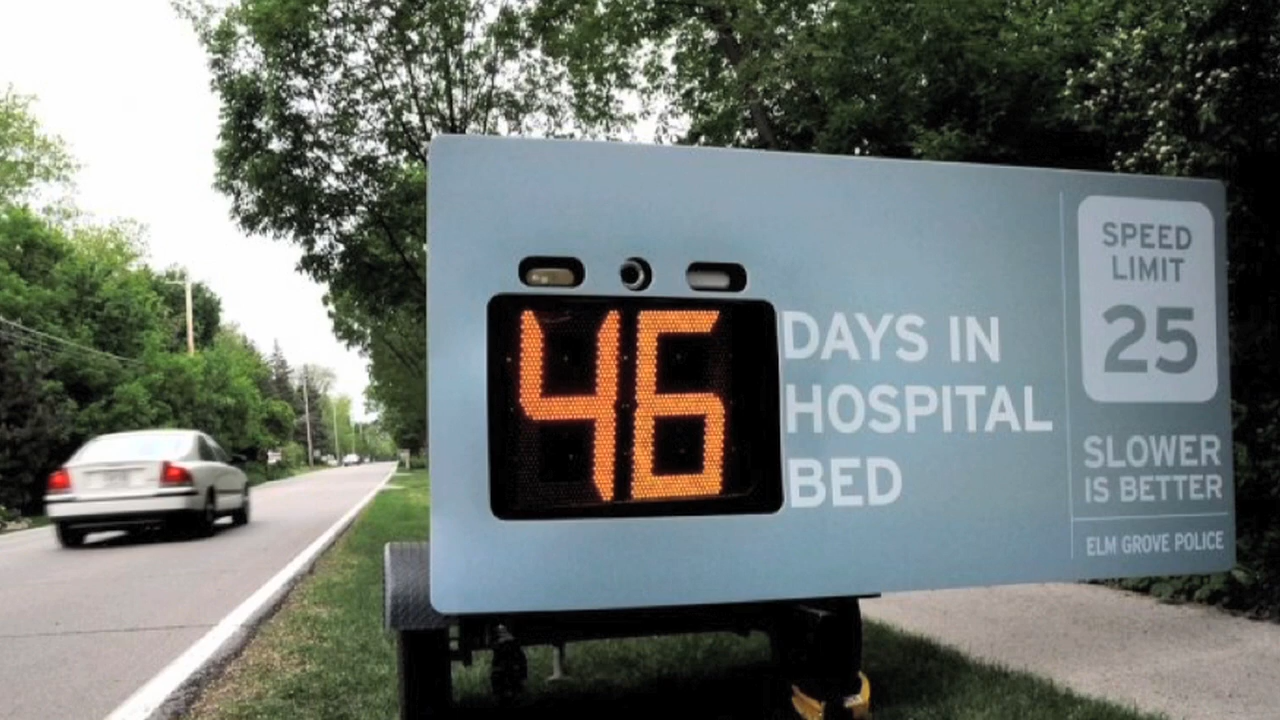 46
DAYS IN
HOSPITAL
BED
SPEED
LIMIT
25
SLOWER
IS BETTER
ELM GROVE POLICE